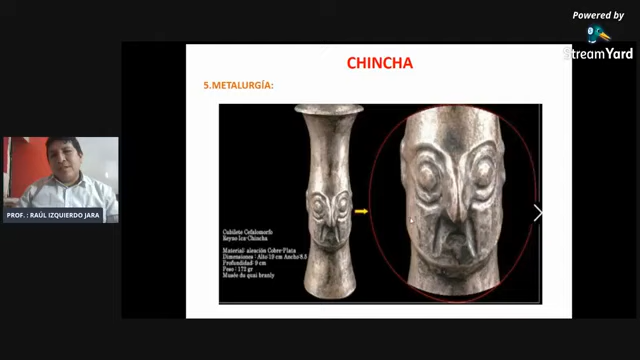 Powered by
StreamYard
CHINCHA
5.METALURGÍA:
Cubilete Cefalomorfo
Reyno Ica-Chincha
Material: aleación Cobre-Plata
Dimensiones : Alto 19 cm Ancho 8.5
Profundidad: 9 cm
Peso : 172 gr
Musée du quai branly
PROF. : RAÚL IZQUIERDO JARA